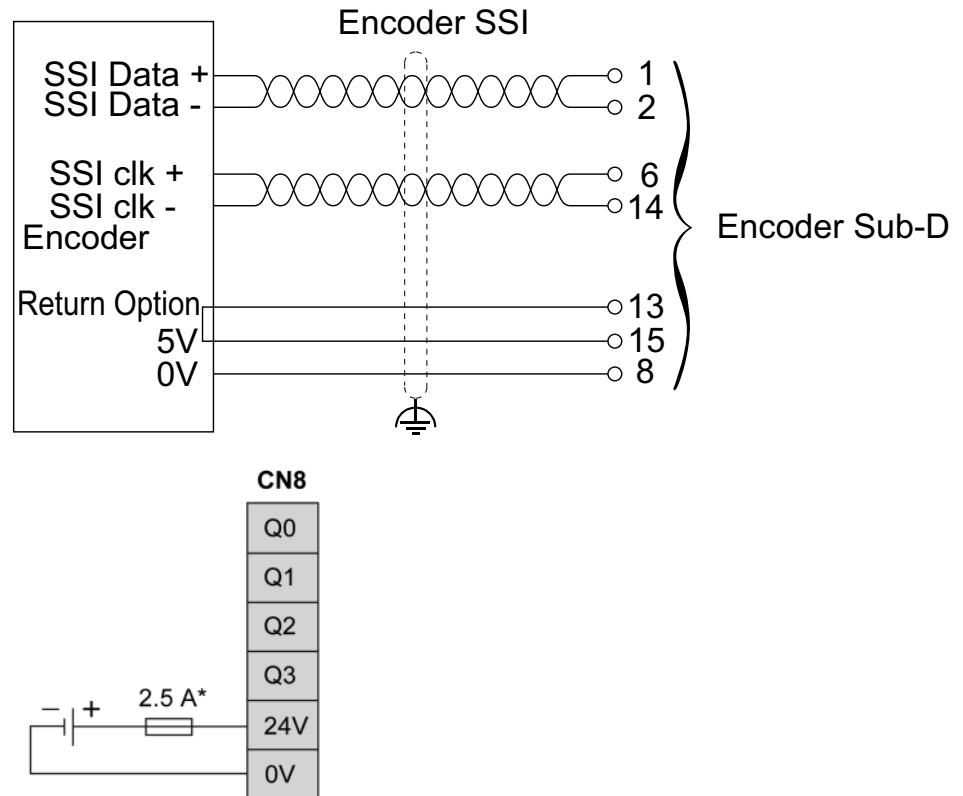 Encoder SSI
SSI Data + 1
SSI Data - 2
SSI clk + 6
SSI clk - 14
Encoder
Encoder Sub-D
Return Option 13
5V 15
0V 8
CN8
Q0
Q1
Q2
Q3
− + 2.5 A* 24V
0V